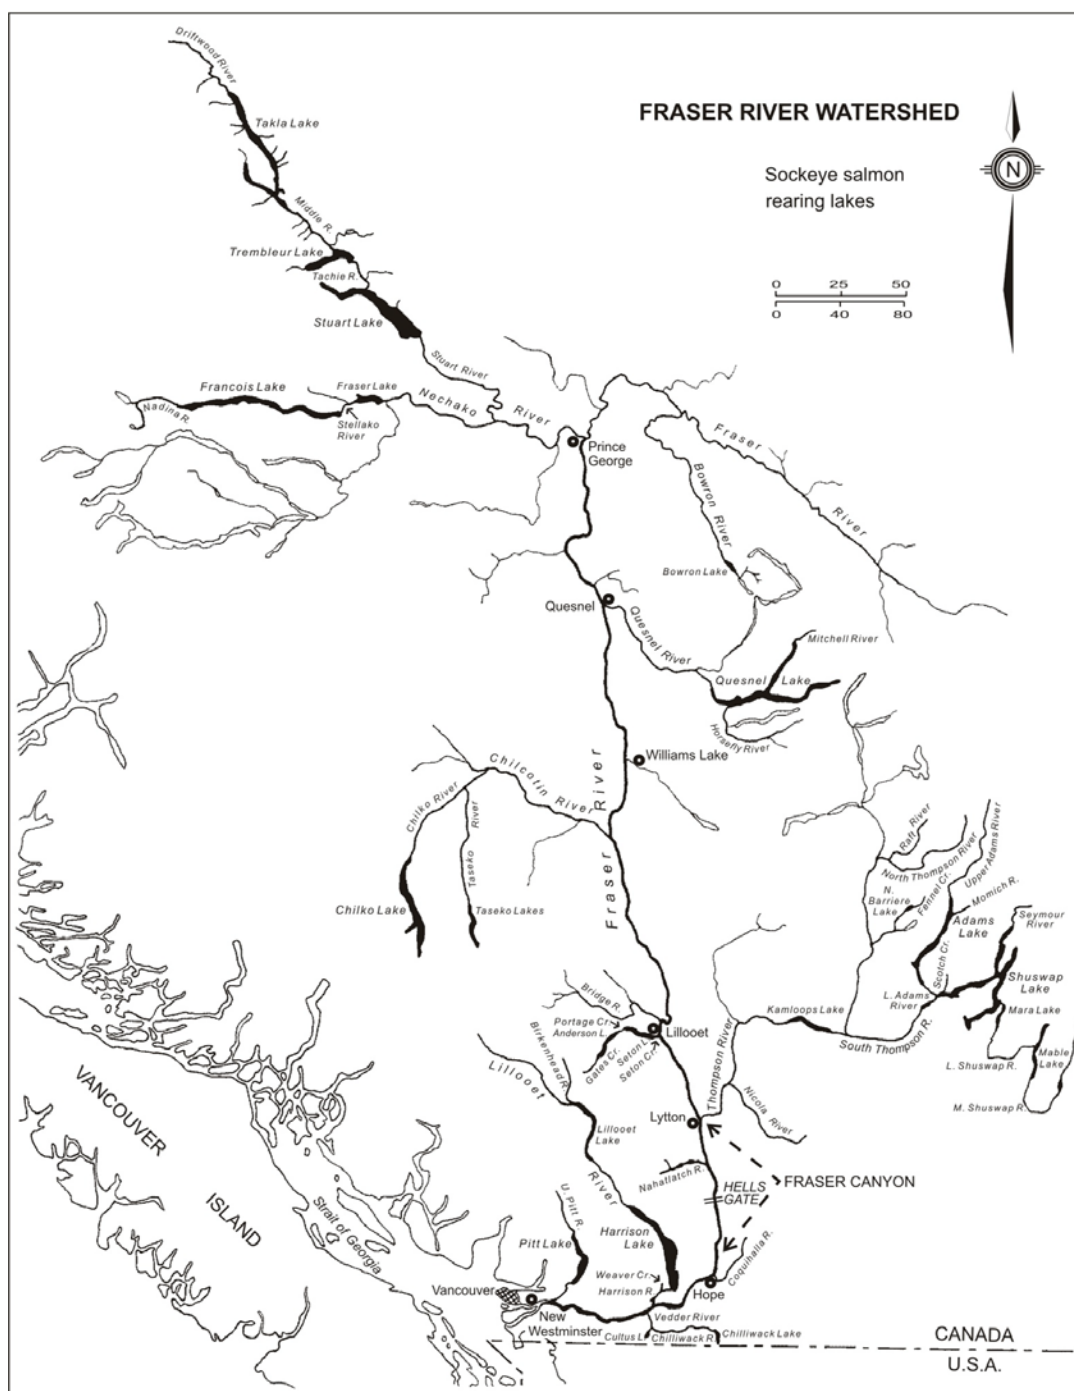 FRASER RIVER WATERSHED
Sockeye salmon
rearing lakes
N
0 25 50
0 40 80
Driftwood River
Takla Lake
Middle R.
Trembleur Lake
Tachie R.
Stuart Lake
Stuart River
Francois Lake
Fraser Lake
Nadina R.
Stellako
River
Nechako
River
Prince
George
Fraser
River
Bowron River
Bowron Lake
Quesnel
Quesnel River
Mitchell River
Quesnel Lake
Horsefly River
Williams Lake
Chilcotin River
Chilko River
Taseko River
Chilko Lake
Taseko Lakes
Fraser River
Raft River
North Thompson River
Upper Adams River
N.
Barriere
Lake
Fennel Cr.
Momich R.
Adams
Lake
Seymour
River
Scotch Cr.
Shuswap
Lake
L. Adams
River
Mara Lake
Kamloops Lake
South Thompson R.
L. Shuswap R.
Mable
Lake
M. Shuswap R.
Bridge R.
Portage Cr.
Anderson L.
Lillooet
Gates Cr.
Seton L.
Seton Cr.
Birkenhead R.
Lillooet
River
Lillooet
Lake
Thompson River
Nicola River
Lytton
Nahatlatch R.
HELLS
GATE
FRASER CANYON
U. Pitt R.
Pitt Lake
Harrison
Lake
Weaver Cr.
Harrison R.
Coquihalla R.
Hope
Vancouver
New
Westminster
Vedder River
Cultus L.
Chilliwack R.
Chilliwack Lake
VANCOUVER
ISLAND
Strait of Georgia
CANADA
U.S.A.